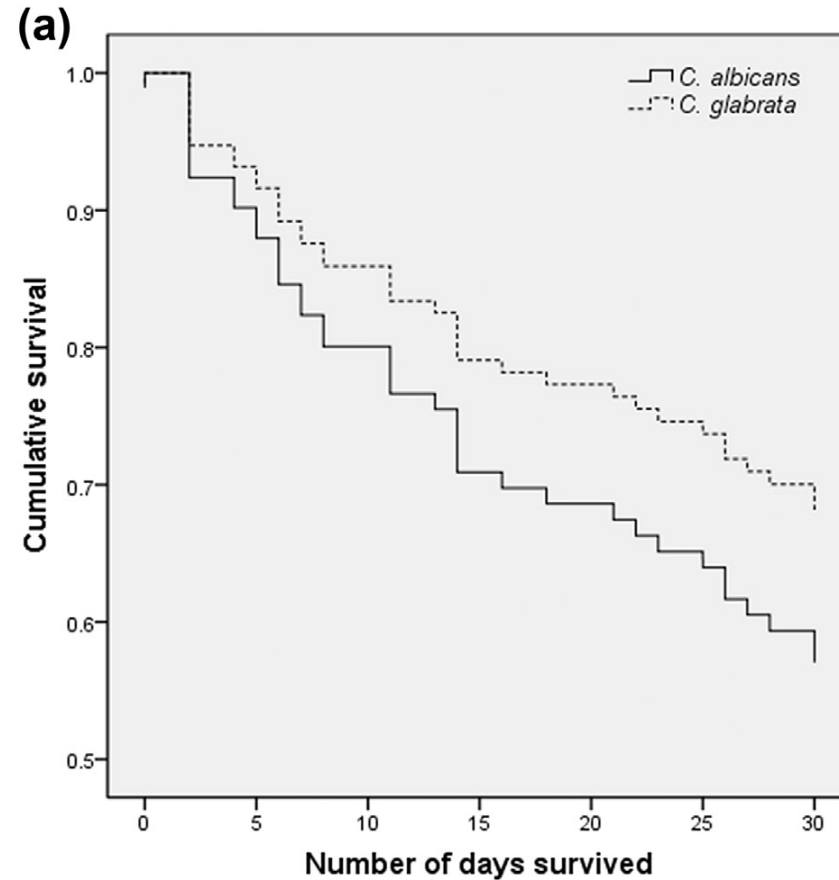 (a)
C. albicans
C. glabrata
1.0
0.9
0.8
0.7
0.6
0.5
Cumulative survival
0 5 10 15 20 25 30
Number of days survived